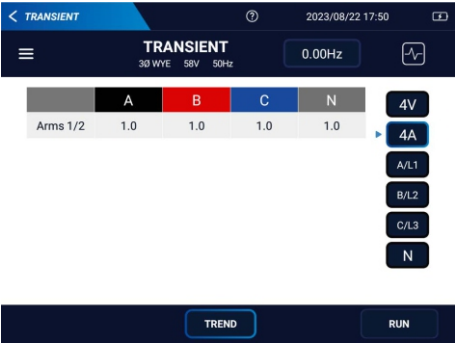 TRANSIENT 2023/08/22 17:50
TRANSIENT 0.00Hz
3Ø WYE 58V 50Hz
A B C N 4V
Arms 1/2 1.0 1.0 1.0 1.0
4A
A/L1
B/L2
C/L3
N
TREND RUN